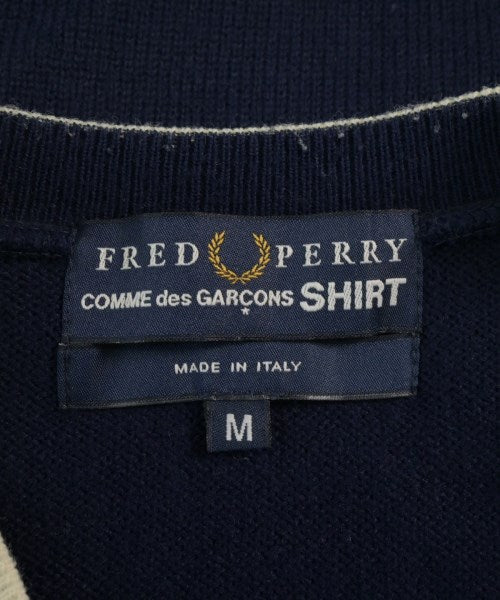 FRED PERRY
COMME des GARÇONS SHIRT
★
MADE IN ITALY
M